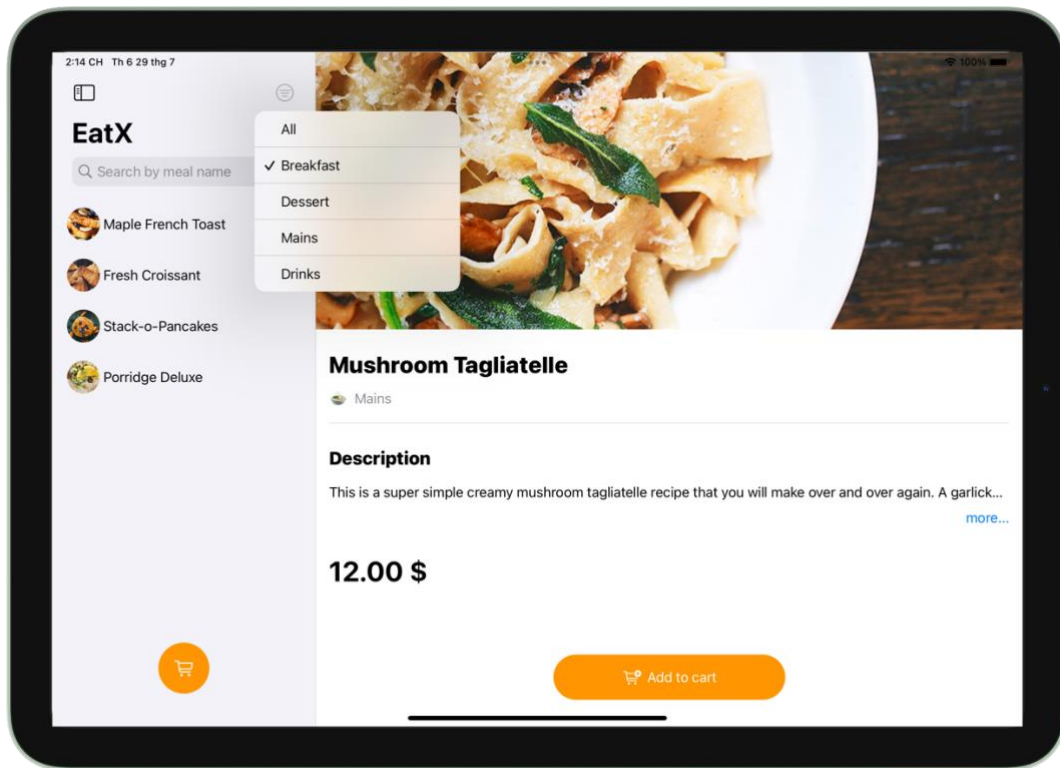 2:14 CH Th 6 29 thg 7
100%
EatX
Search by meal name
All
✓ Breakfast
Dessert
Mains
Drinks
Maple French Toast
Fresh Croissant
Stack-o-Pancakes
Porridge Deluxe
Mushroom Tagliatelle
Mains
Description
This is a super simple creamy mushroom tagliatelle recipe that you will make over and over again. A garlick...
more...
12.00 $
Add to cart